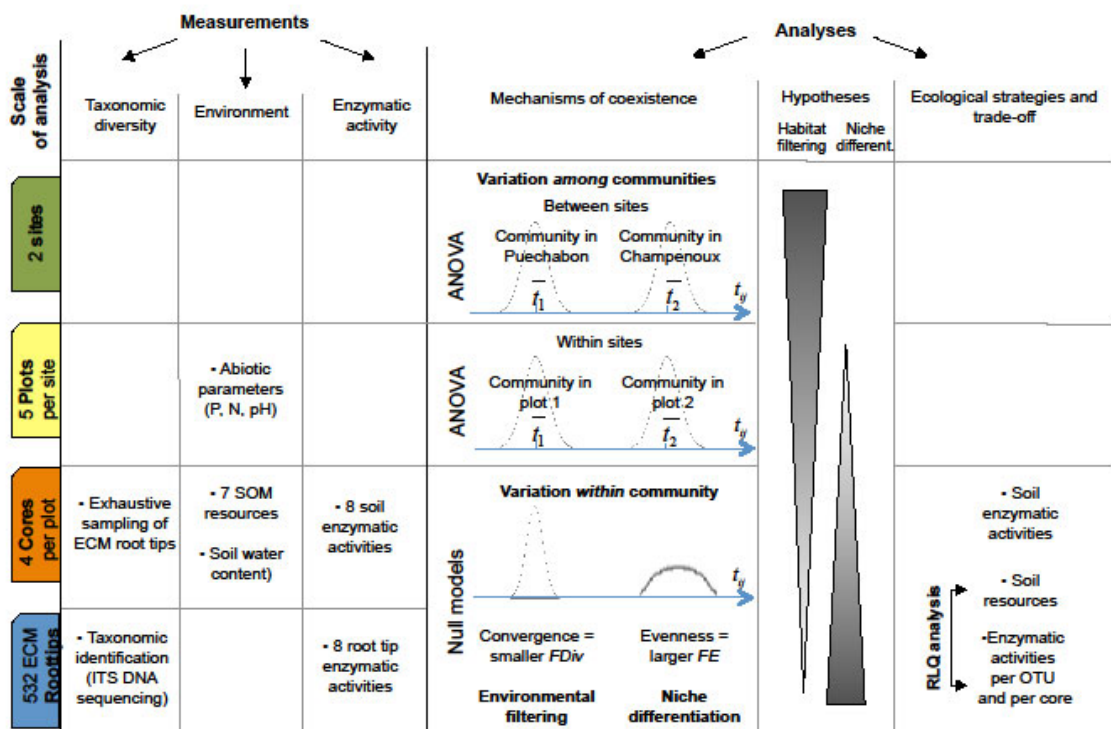 Measurements
Analyses
Scale
of analysis
Taxonomic
diversity
Environment
Enzymatic
activity
Mechanisms of coexistence
Hypotheses
Habitat
filtering
Niche
different.
Ecological strategies and
trade-off
2 sites
Variation among communities
Between sites
ANOVA
Community in
Puechabon
Community in
Champenoux
t1
t2
tij
5 Plots
per site
• Abiotic
parameters
(P, N, pH)
Within sites
ANOVA
Community in
plot 1
Community in
plot 2
t1
t2
tij
4 Cores
per plot
• Exhaustive
sampling of
ECM root tips
• 7 SOM
resources
• Soil water
content)
• 8 soil
enzymatic
activities
Variation within community
Null models
tij
• Soil
enzymatic
activities
• Soil
resources
532 ECM
Roottips
• Taxonomic
identification
(ITS DNA
sequencing)
• 8 root tip
enzymatic
activities
Convergence =
smaller FDiv
Evenness =
larger FE
Environmental
filtering
Niche
differentiation
RLQ analysis
•Enzymatic
activities
per OTU
and per core